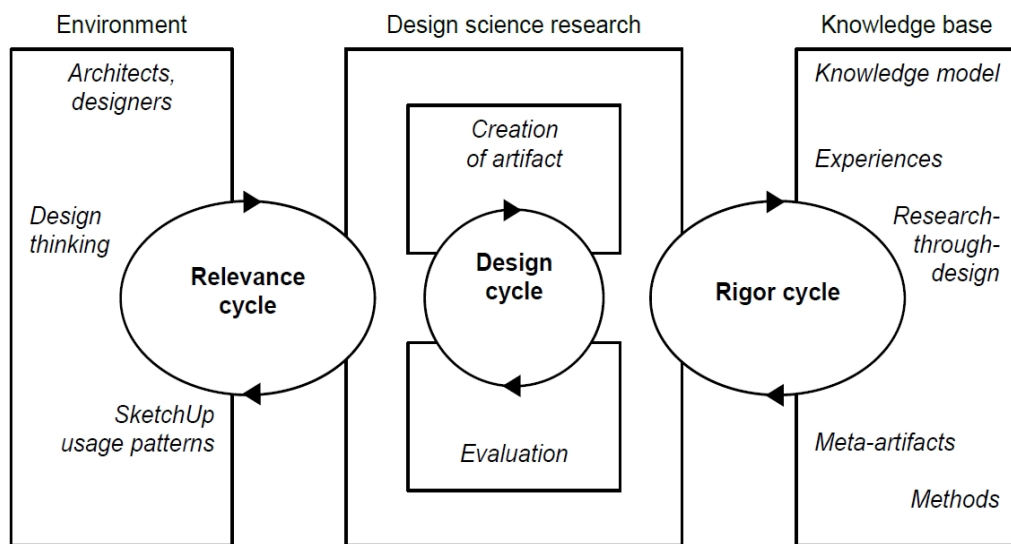 Environment
Design science research
Knowledge base
Architects,
designers
Design
thinking
Relevance
cycle
SketchUp
usage patterns
Creation
of artifact
Design
cycle
Evaluation
Knowledge model
Experiences
Research-
through-
design
Rigor cycle
Meta-artifacts
Methods